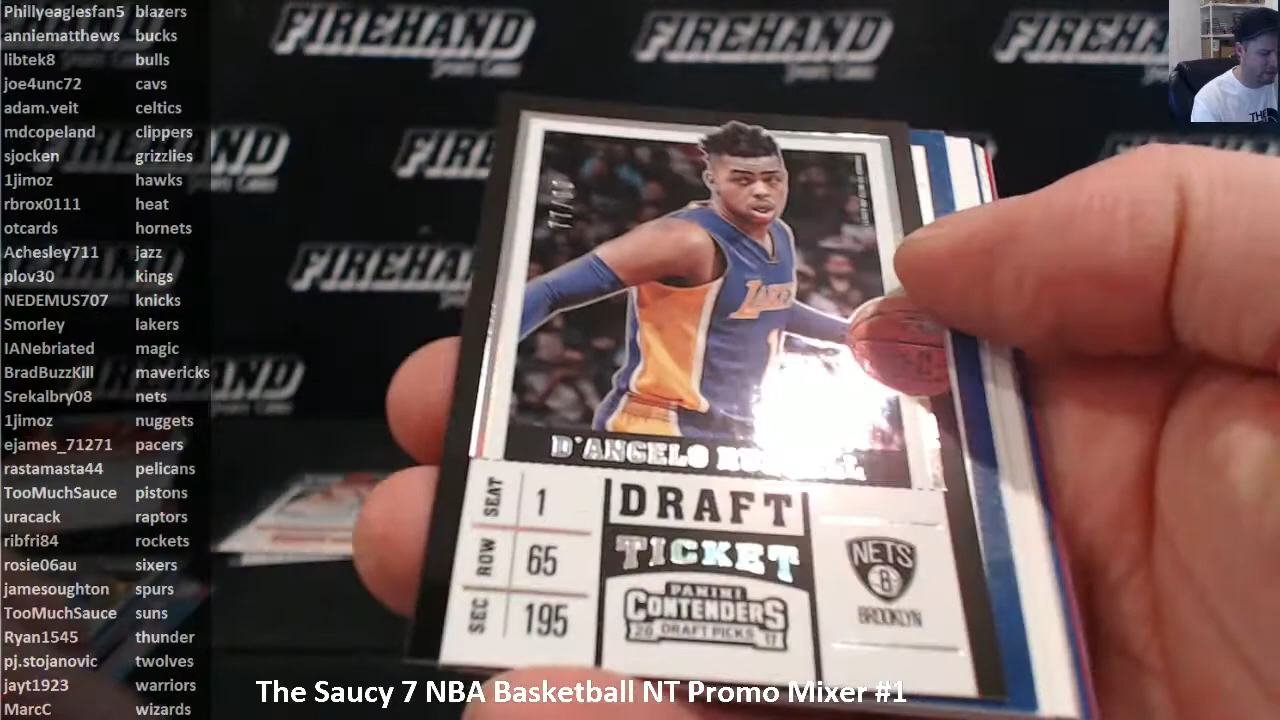 Phillyeaglesfan5 blazers
anniematthews bucks
libtek8 bulls
joe4unc72 cavs
adam.veit celtics
mdcopeland clippers
sjocken grizzlies
1jimoz hawks
rbrox0111 heat
otcards hornets
Achesley711 jazz
plov30 kings
NEDEMUS707 knicks
Smorley lakers
IANebriated magic
BradBuzzKill mavericks
Srekalbry08 nets
1jimoz nuggets
ejames_71271 pacers
rastamasta44 pelicans
TooMuchSauce pistons
uracack raptors
ribfri84 rockets
rosie06au sixers
jamesoughton spurs
TooMuchSauce suns
Ryan1545 thunder
pj.stojanovic twolves
jayt1923 warriors
MarcC wizards
FIREHAND FIREHAND FIREHAND
FIREHAND
D'ANGELO
SEAT 1
ROW 65
SEC 195
DRAFT
TICKET
PANINI
CONTENDERS
20 DRAFT PICKS 17
NETS
B
BROOKLYN
The Saucy 7 NBA Basketball NT Promo Mixer #1